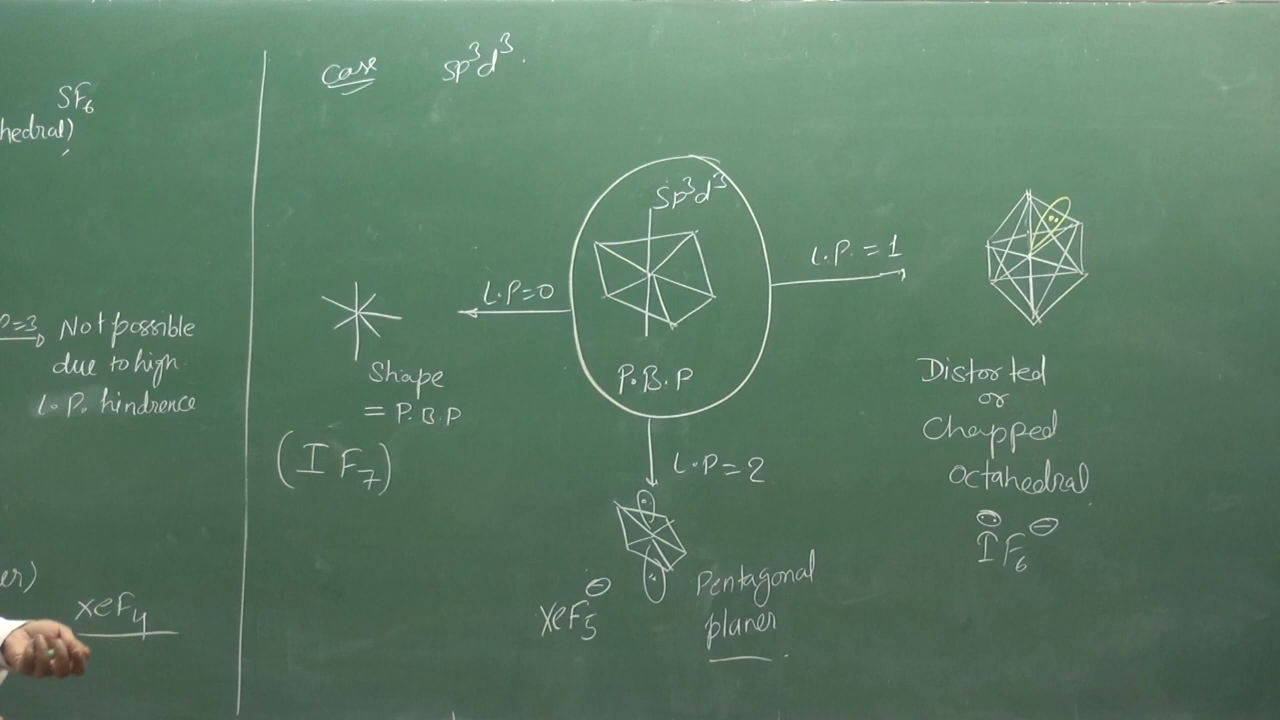 SF₆
hedral)
P=3 Not possible
due to high
L.P. hindrence
er)
XeF₄
Case sp³d³.
Sp³d³
P.B.P
L.P=0
Shape
= P.B.P
(IF₇)
L.P. = 1
Distorted
or
Chapped
octahedral
IF₆⊖
L.P=2
Pentagonal
planer
XeF₅⊖